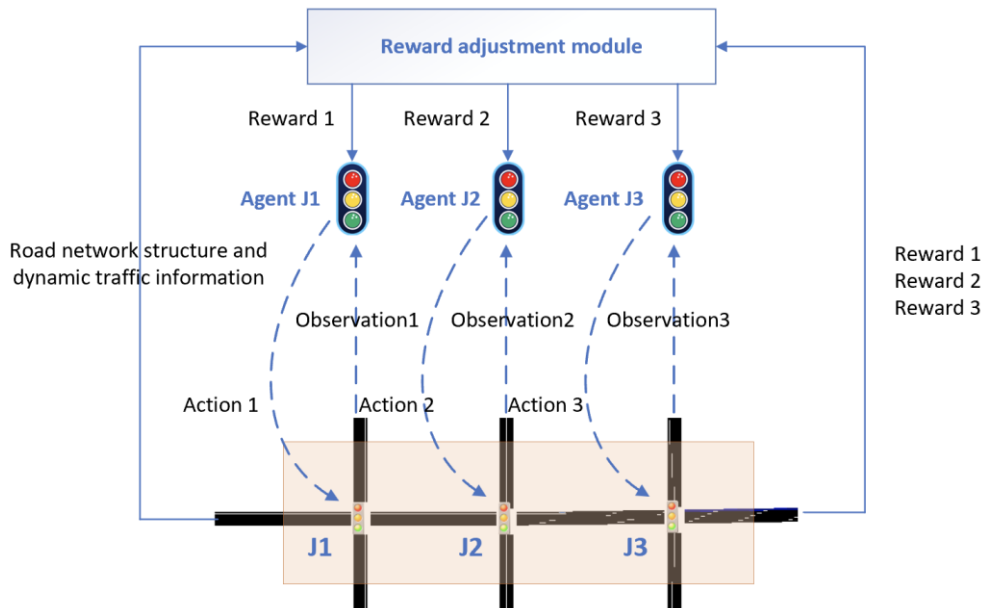 Reward adjustment module
Reward 1
Reward 2
Reward 3
Agent J1
Agent J2
Agent J3
Road network structure and
dynamic traffic information
Reward 1
Reward 2
Reward 3
Observation1
Observation2
Observation3
Action 1
Action 2
Action 3
J1
J2
J3